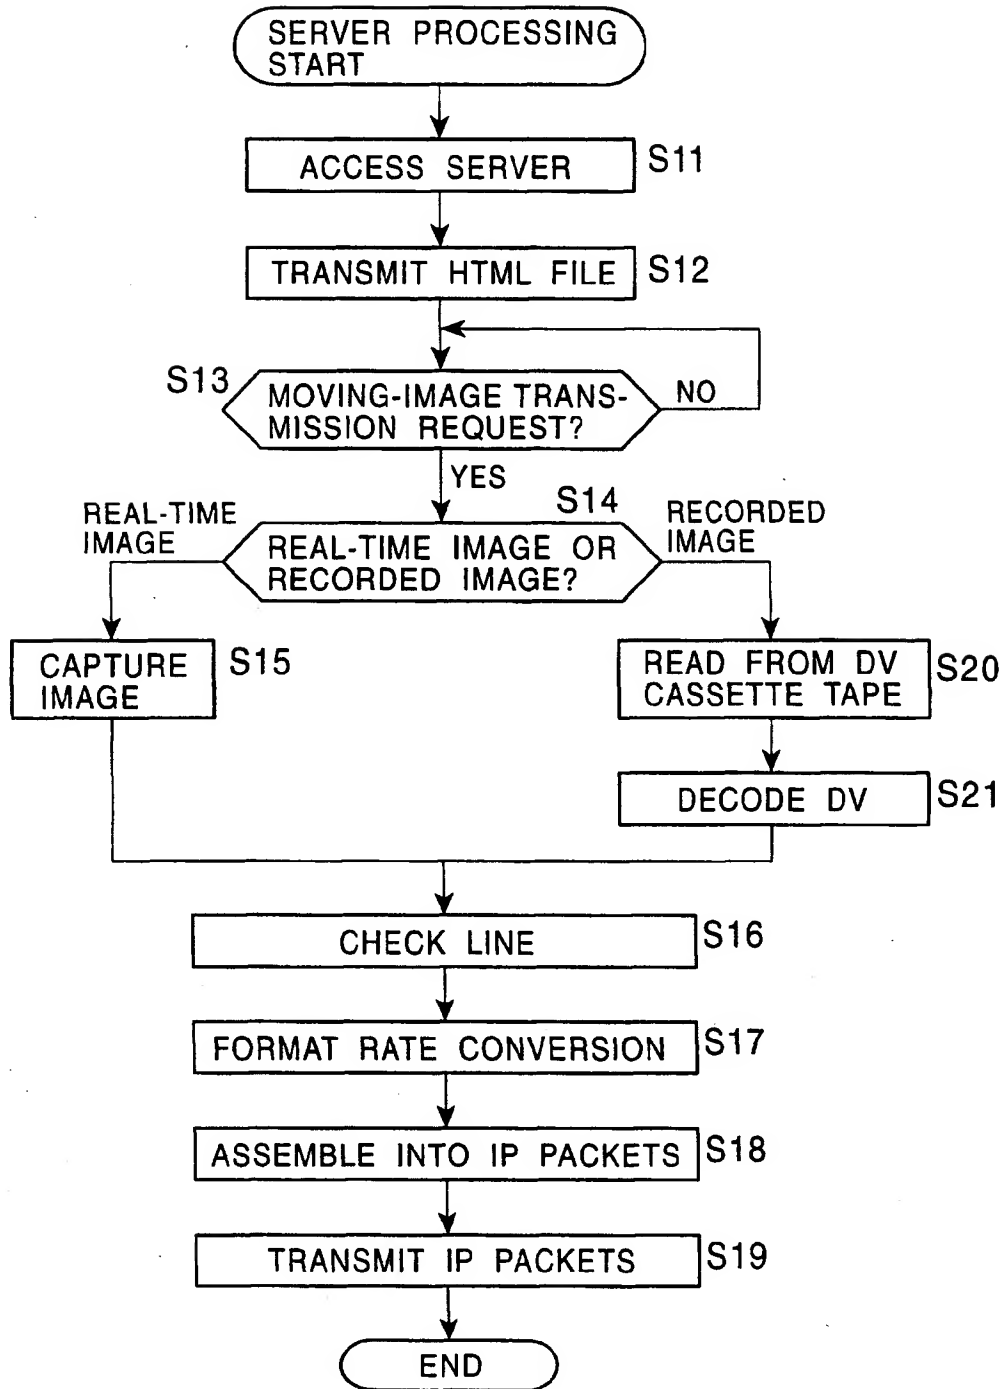 SERVER PROCESSING
START
ACCESS SERVER
S11
TRANSMIT HTML FILE
S12
S13
MOVING-IMAGE TRANS-
MISSION REQUEST?
NO
YES
S14
REAL-TIME
IMAGE
REAL-TIME IMAGE OR
RECORDED IMAGE?
RECORDED
IMAGE
CAPTURE
IMAGE
S15
READ FROM DV
CASSETTE TAPE
S20
DECODE DV
S21
CHECK LINE
S16
FORMAT RATE CONVERSION
S17
ASSEMBLE INTO IP PACKETS
S18
TRANSMIT IP PACKETS
S19
END